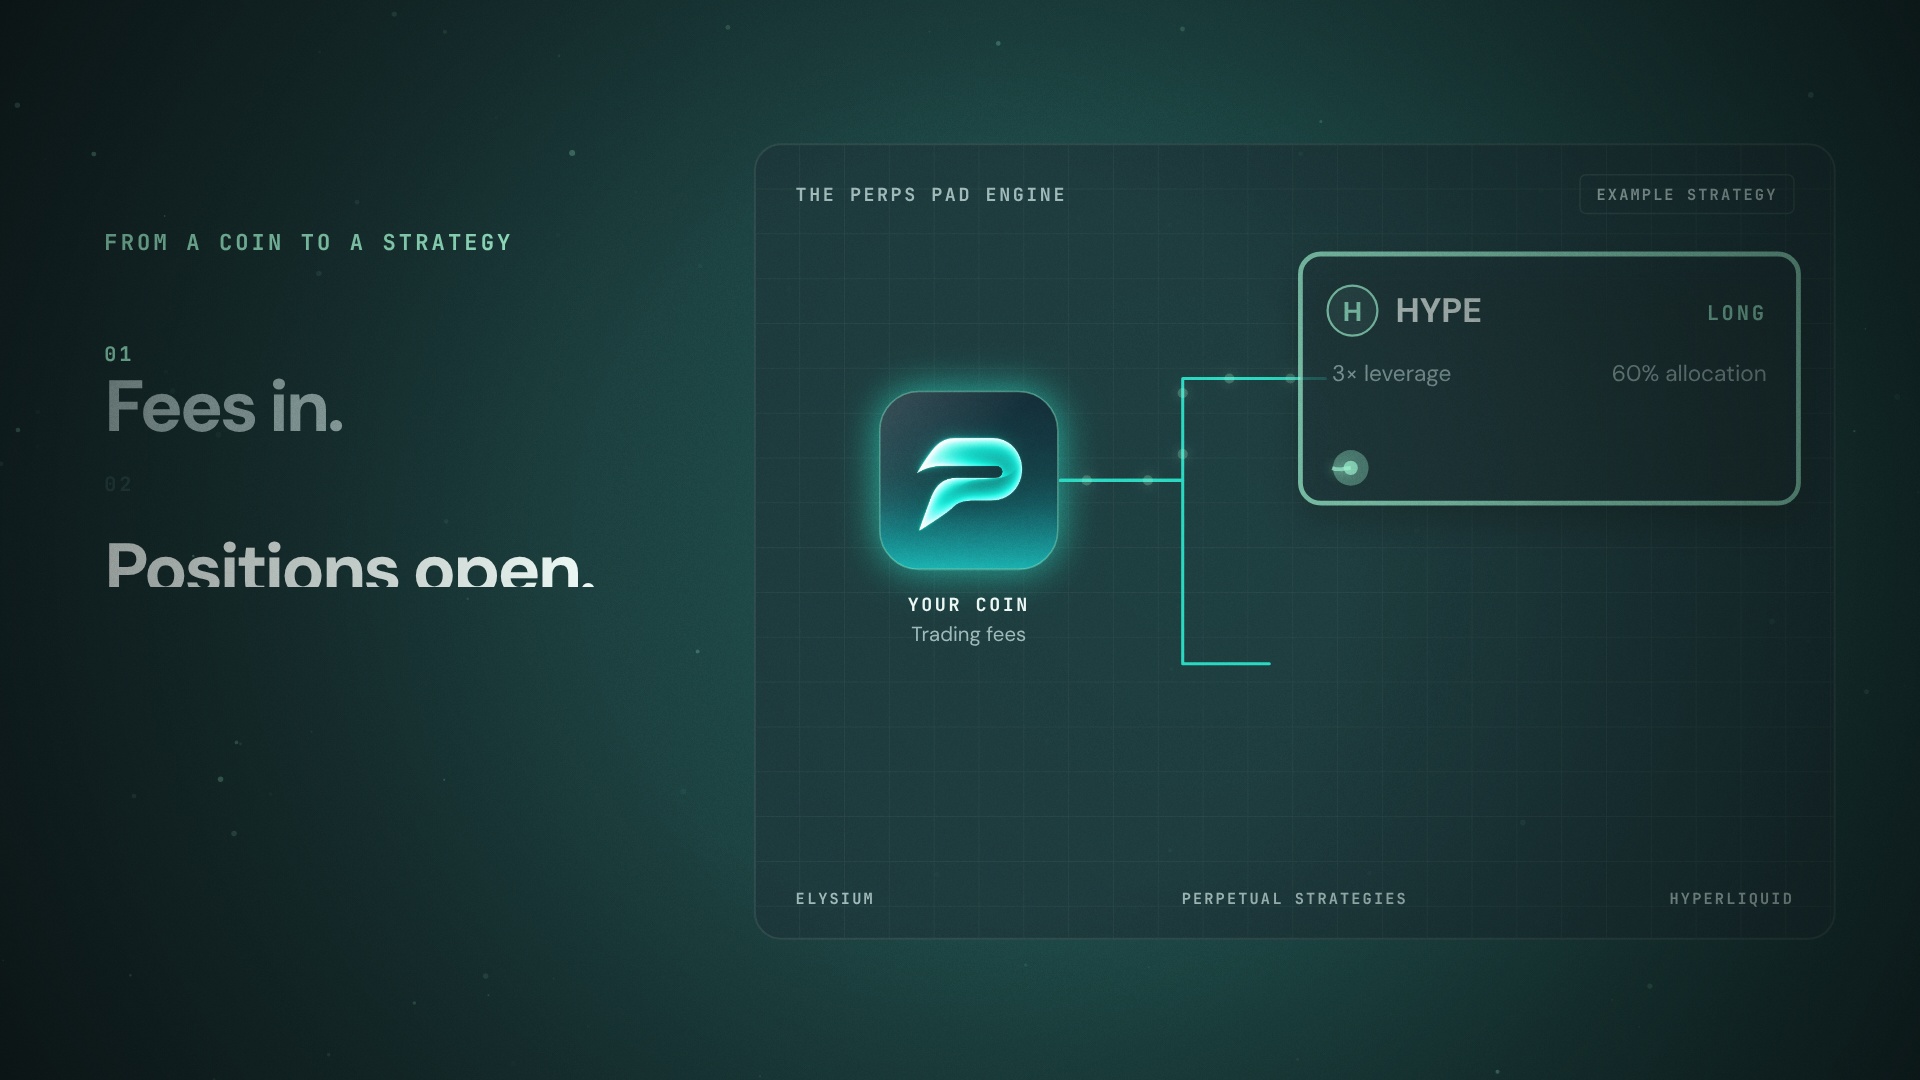 FROM A COIN TO A STRATEGY
01
Fees in.
02
Positions open.
THE PERPS PAD ENGINE
EXAMPLE STRATEGY
H HYPE
LONG
3× leverage
60% allocation
YOUR COIN
Trading fees
ELYSIUM
PERPETUAL STRATEGIES
HYPERLIQUID